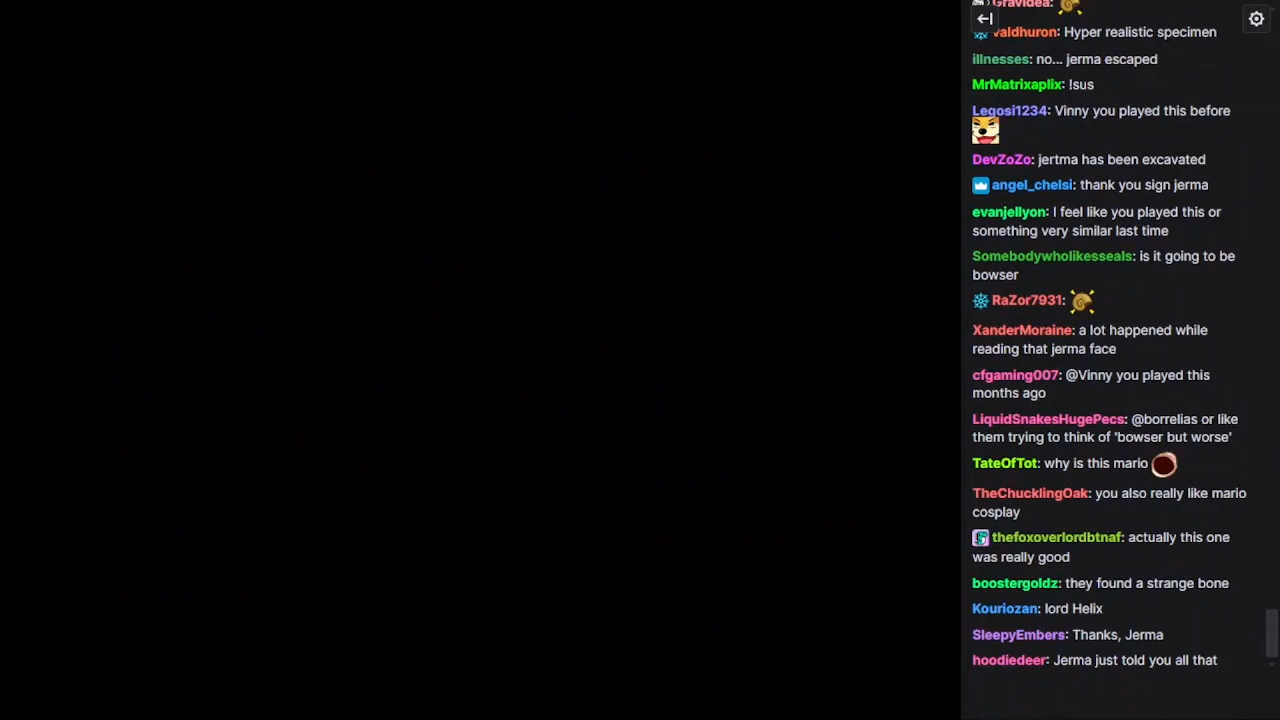 Gravidea:
Valdhuron: Hyper realistic specimen
illnesses: no... jerma escaped
MrMatrixaplix: !sus
Legosi1234: Vinny you played this before
DevZoZo: jertma has been excavated
angel_chelsi: thank you sign jerma
evanjellyon: I feel like you played this or
something very similar last time
Somebodywholikesseals: is it going to be
bowser
RaZor7931:
XanderMoraine: a lot happened while
reading that jerma face
cfgaming007: @Vinny you played this
months ago
LiquidSnakesHugePecs: @borrelias or like
them trying to think of 'bowser but worse'
TateOfTot: why is this mario
TheChucklingOak: you also really like mario
cosplay
thefoxoverlordbtnaf: actually this one
was really good
boostergoldz: they found a strange bone
Kouriozan: lord Helix
SleepyEmbers: Thanks, Jerma
hoodiedeer: Jerma just told you all that